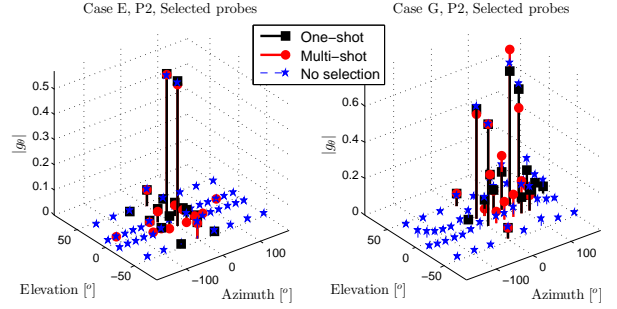 Case E, P2, Selected probes
Case G, P2, Selected probes
One-shot
Multi-shot
No selection
0.5
0.4
0.3
0.2
0.1
0
|g_θ|
50
0
−50
Elevation [°]
−100
0
100
Azimuth [°]
0.6
0.4
0.2
0
|g_θ|
50
0
−50
Elevation [°]
−100
0
100
Azimuth [°]